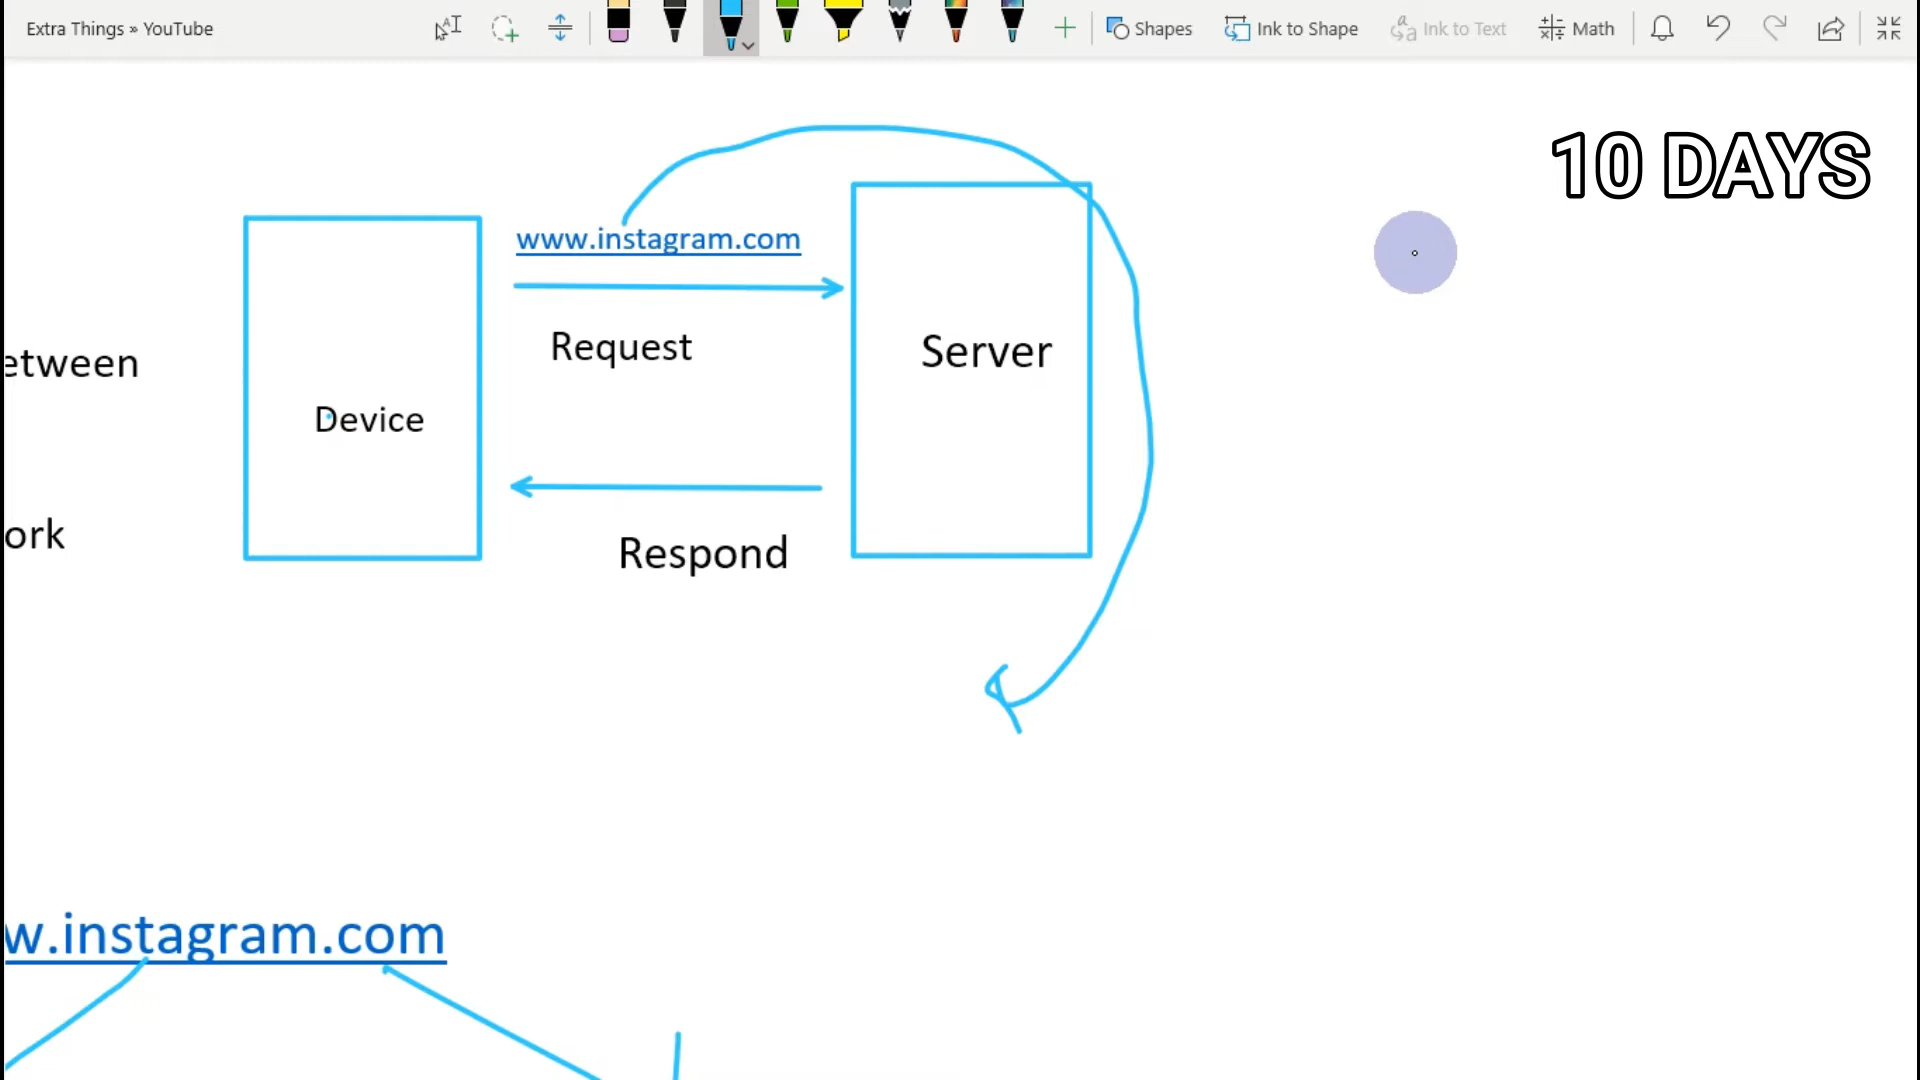 Extra Things » YouTube
Shapes
Ink to Shape
Ink to Text
Math
10 DAYS
www.instagram.com
Request
Server
etween
Device
ork
Respond
w.instagram.com